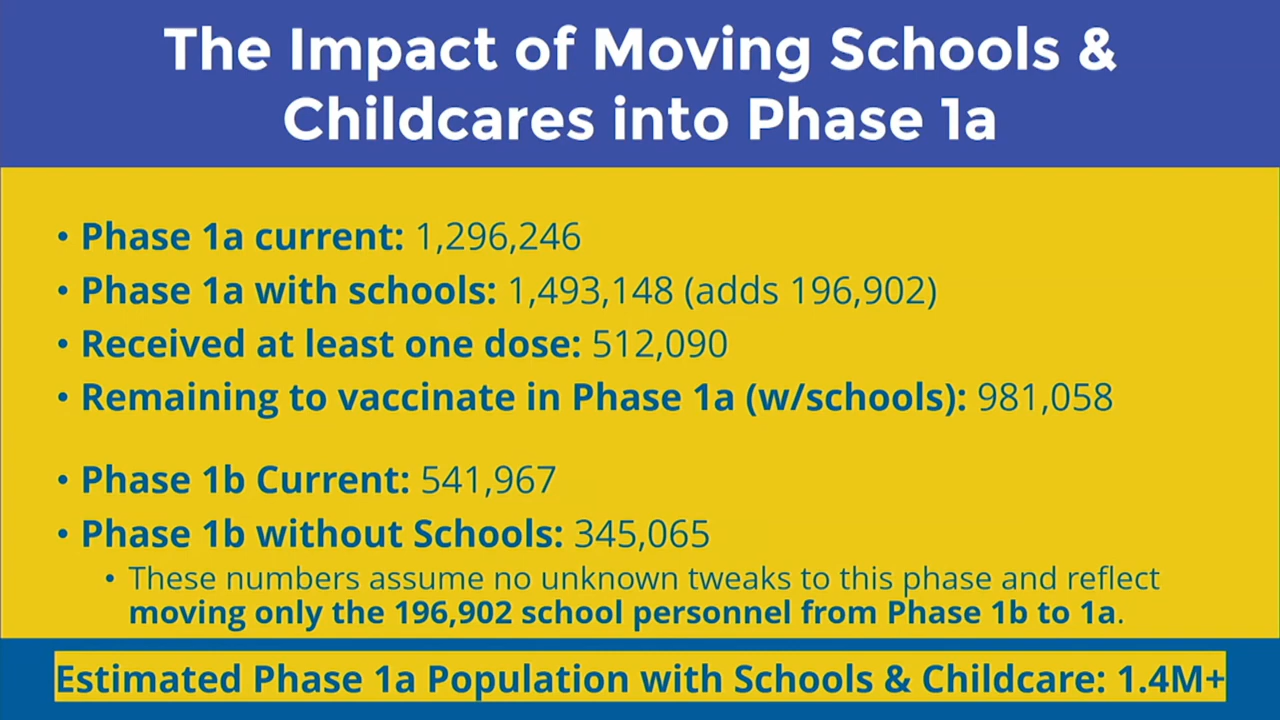 The Impact of Moving Schools &
Childcares into Phase 1a
• Phase 1a current: 1,296,246
• Phase 1a with schools: 1,493,148 (adds 196,902)
• Received at least one dose: 512,090
• Remaining to vaccinate in Phase 1a (w/schools): 981,058
• Phase 1b Current: 541,967
• Phase 1b without Schools: 345,065
• These numbers assume no unknown tweaks to this phase and reflect
moving only the 196,902 school personnel from Phase 1b to 1a.
Estimated Phase 1a Population with Schools & Childcare: 1.4M+